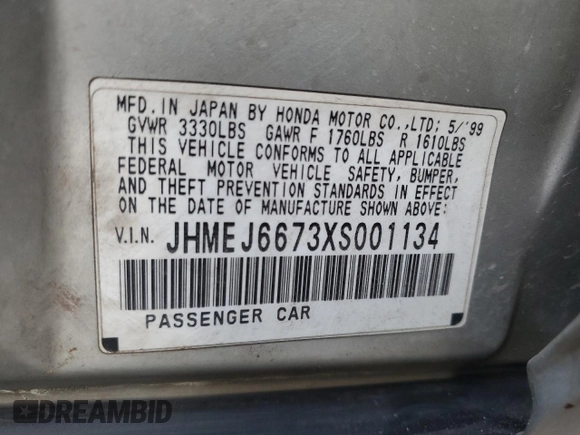 MFD. IN JAPAN BY HONDA MOTOR CO.,LTD; 5/'99
GVWR 3330LBS GAWR F 1760LBS R 1610LBS
THIS VEHICLE CONFORMS TO ALL APPLICABLE
FEDERAL MOTOR VEHICLE SAFETY, BUMPER,
AND THEFT PREVENTION STANDARDS IN EFFECT
ON THE DATE OF MANUFACTURE SHOWN ABOVE:
V.I.N. JHMEJ6673XS001134
PASSENGER CAR
DREAMBID